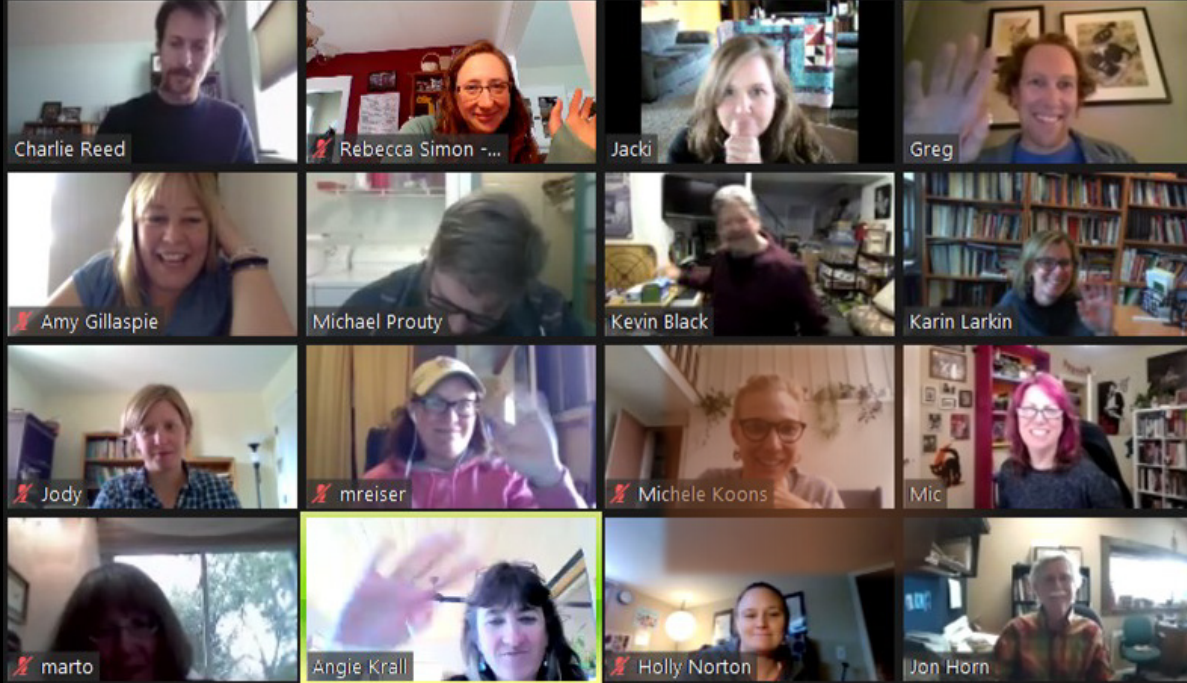 Charlie Reed
Rebecca Simon -...
Jacki
Greg
Amy Gillaspie
Michael Prouty
Kevin Black
Karin Larkin
Jody
mreiser
Michele Koons
Mic
marto
Angie Krall
Holly Norton
Jon Horn